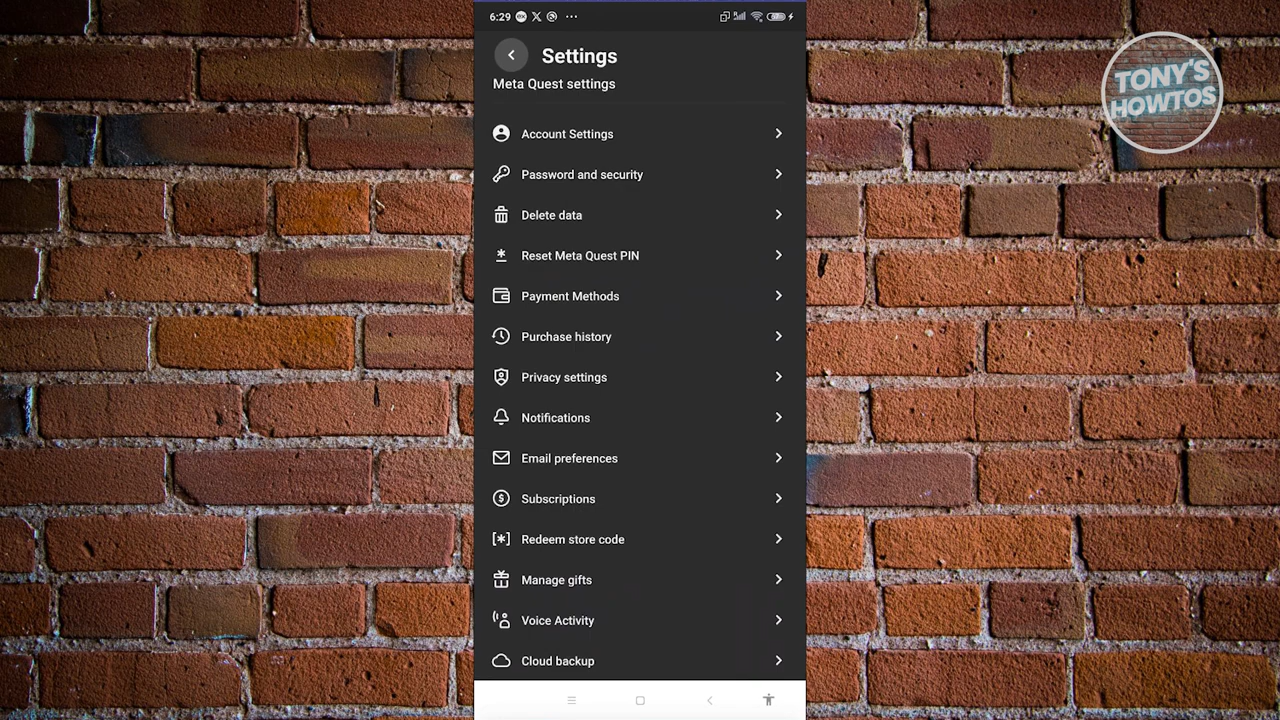 6:29
Settings
Meta Quest settings
Account Settings
Password and security
Delete data
Reset Meta Quest PIN
Payment Methods
Purchase history
Privacy settings
Notifications
Email preferences
Subscriptions
Redeem store code
Manage gifts
Voice Activity
Cloud backup
TONY'S
HOWTOS